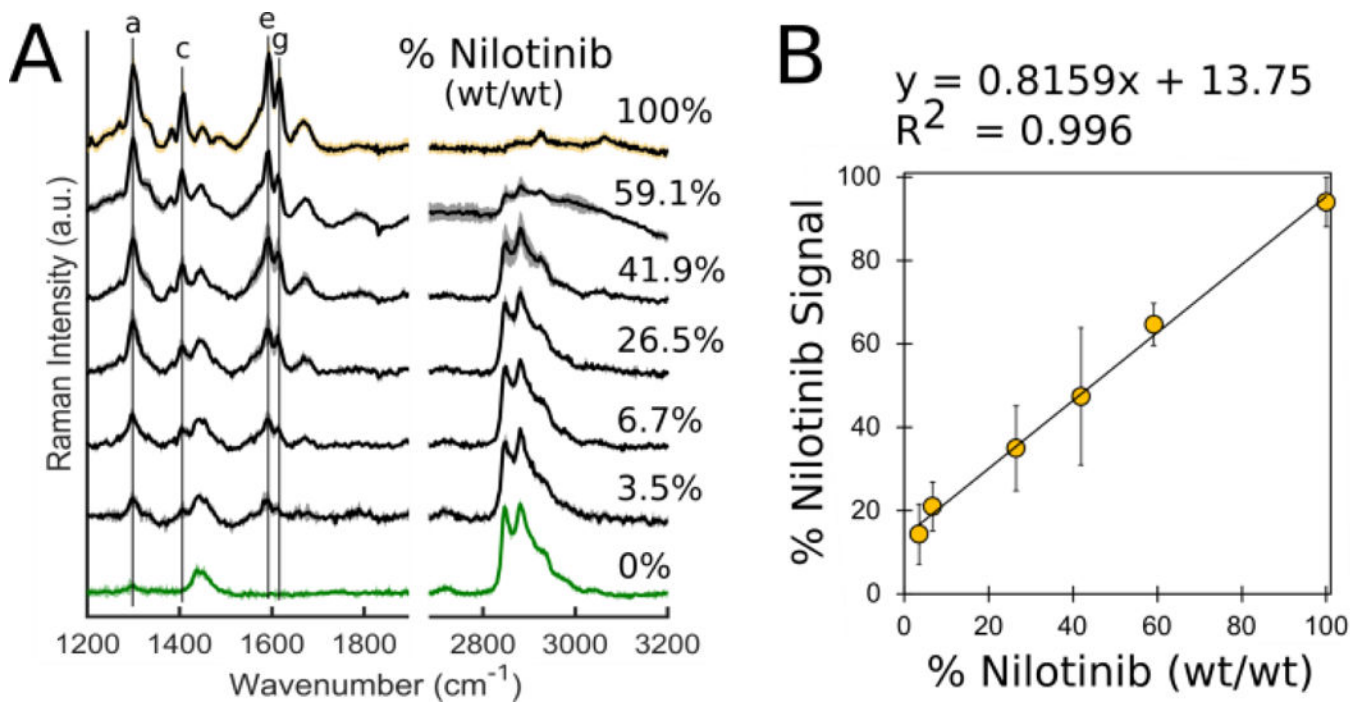 A
a
c
e
g
% Nilotinib
(wt/wt)
100%
59.1%
41.9%
26.5%
6.7%
3.5%
0%
Raman Intensity (a.u.)
1200 1400 1600 1800 2800 3000 3200
Wavenumber (cm⁻¹)
B
y = 0.8159x + 13.75
R² = 0.996
% Nilotinib Signal
100
80
60
40
20
0
0 20 40 60 80 100
% Nilotinib (wt/wt)